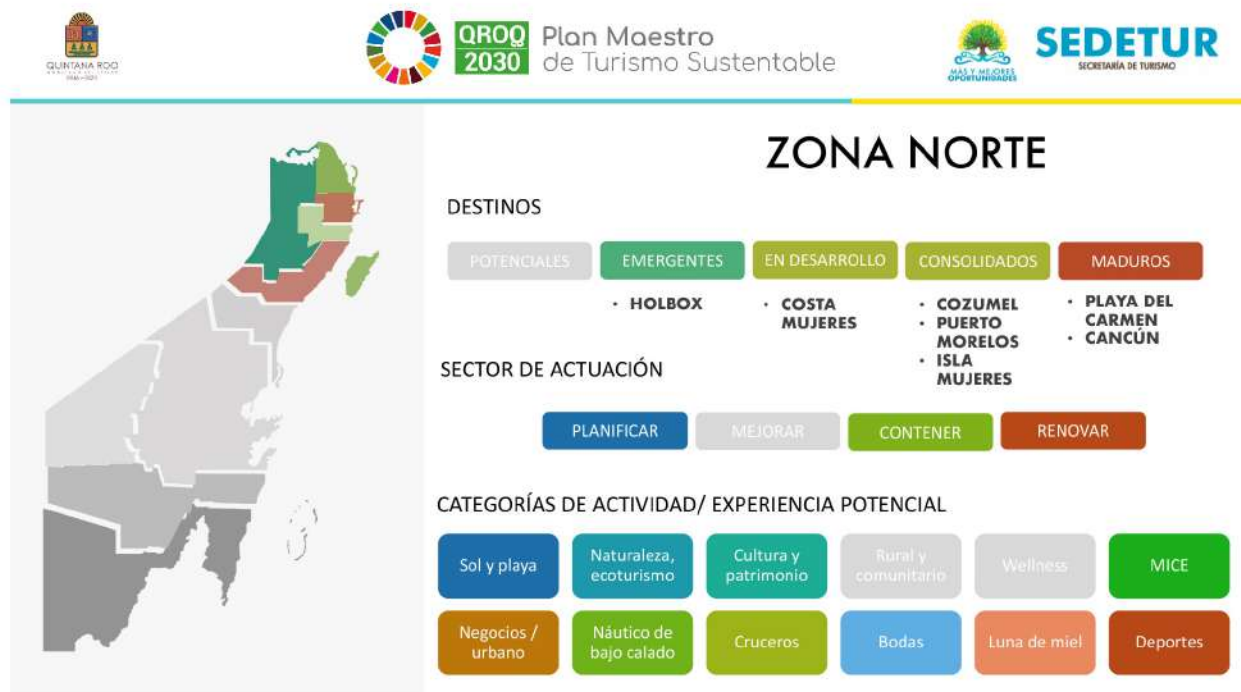 QUINTANA ROO
QROO
2030
Plan Maestro
de Turismo Sustentable
MÁS Y MEJORES
OPORTUNIDADES
SEDETUR
SECRETARÍA DE TURISMO
ZONA NORTE
DESTINOS
POTENCIALES
EMERGENTES
EN DESARROLLO
CONSOLIDADOS
MADUROS
· HOLBOX
· COSTA
MUJERES
· COZUMEL
· PUERTO
MORELOS
· ISLA
MUJERES
· PLAYA DEL
CARMEN
· CANCÚN
SECTOR DE ACTUACIÓN
PLANIFICAR
MEJORAR
CONTENER
RENOVAR
CATEGORÍAS DE ACTIVIDAD/ EXPERIENCIA POTENCIAL
Sol y playa
Naturaleza,
ecoturismo
Cultura y
patrimonio
Rural y
comunitario
Wellness
MICE
Negocios /
urbano
Náutico de
bajo calado
Cruceros
Bodas
Luna de miel
Deportes